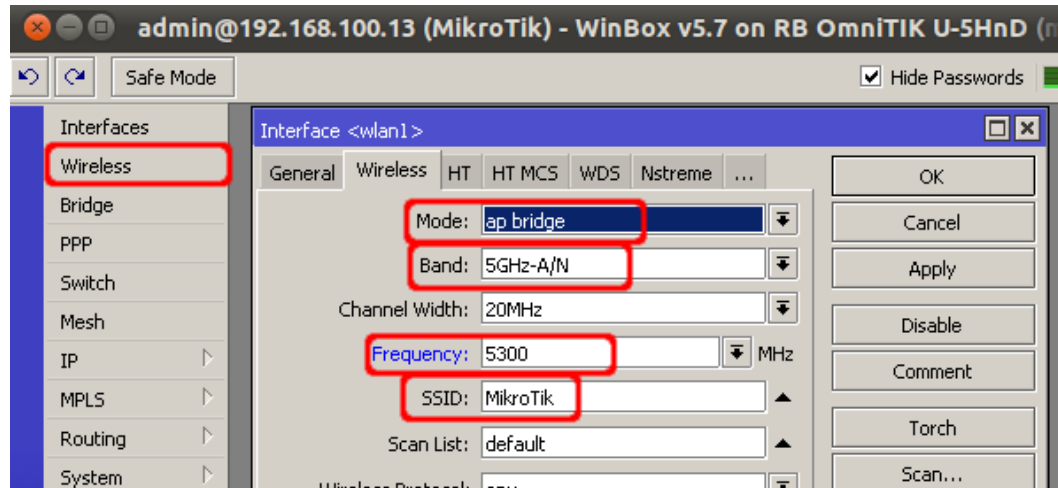 admin@192.168.100.13 (MikroTik) - WinBox v5.7 on RB OmniTIK U-5HnD
Safe Mode
Hide Passwords
Interfaces
Wireless
Bridge
PPP
Switch
Mesh
IP
MPLS
Routing
System
Interface <wlan1>
General Wireless HT HT MCS WDS Nstreme ...
Mode: ap bridge
Band: 5GHz-A/N
Channel Width: 20MHz
Frequency: 5300 MHz
SSID: MikroTik
Scan List: default
OK
Cancel
Apply
Disable
Comment
Torch
Scan...